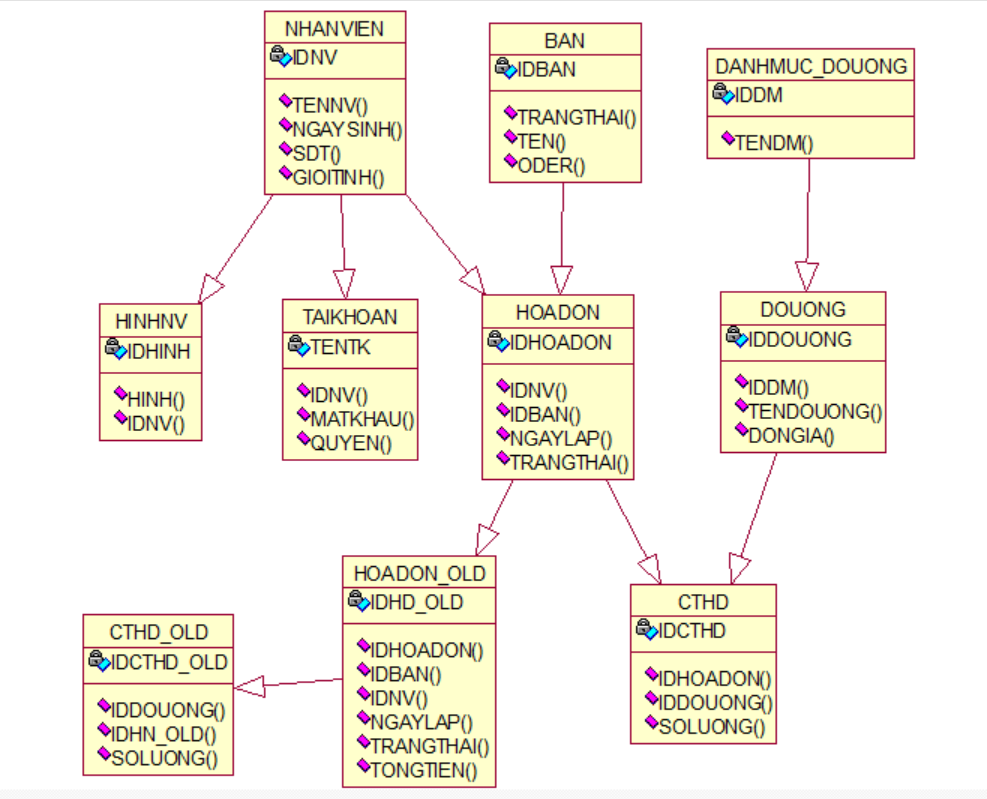 NHANVIEN
IDNV
TENNV()
NGAYSINH()
SDT()
GIOITINH()
BAN
IDBAN
TRANGTHAI()
TEN()
ODER()
DANHMUC_DOUONG
IDDM
TENDM()
HINHNV
IDHINH
HINH()
IDNV()
TAIKHOAN
TENTK
IDNV()
MATKHAU()
QUYEN()
HOADON
IDHOADON
IDNV()
IDBAN()
NGAYLAP()
TRANGTHAI()
DOUONG
IDDOUONG
IDDM()
TENDOUONG()
DONGIA()
CTHD_OLD
IDCTHD_OLD
IDDOUONG()
IDHN_OLD()
SOLUONG()
HOADON_OLD
IDHD_OLD
IDHOADON()
IDBAN()
IDNV()
NGAYLAP()
TRANGTHAI()
TONGTIEN()
CTHD
IDCTHD
IDHOADON()
IDDOUONG()
SOLUONG()